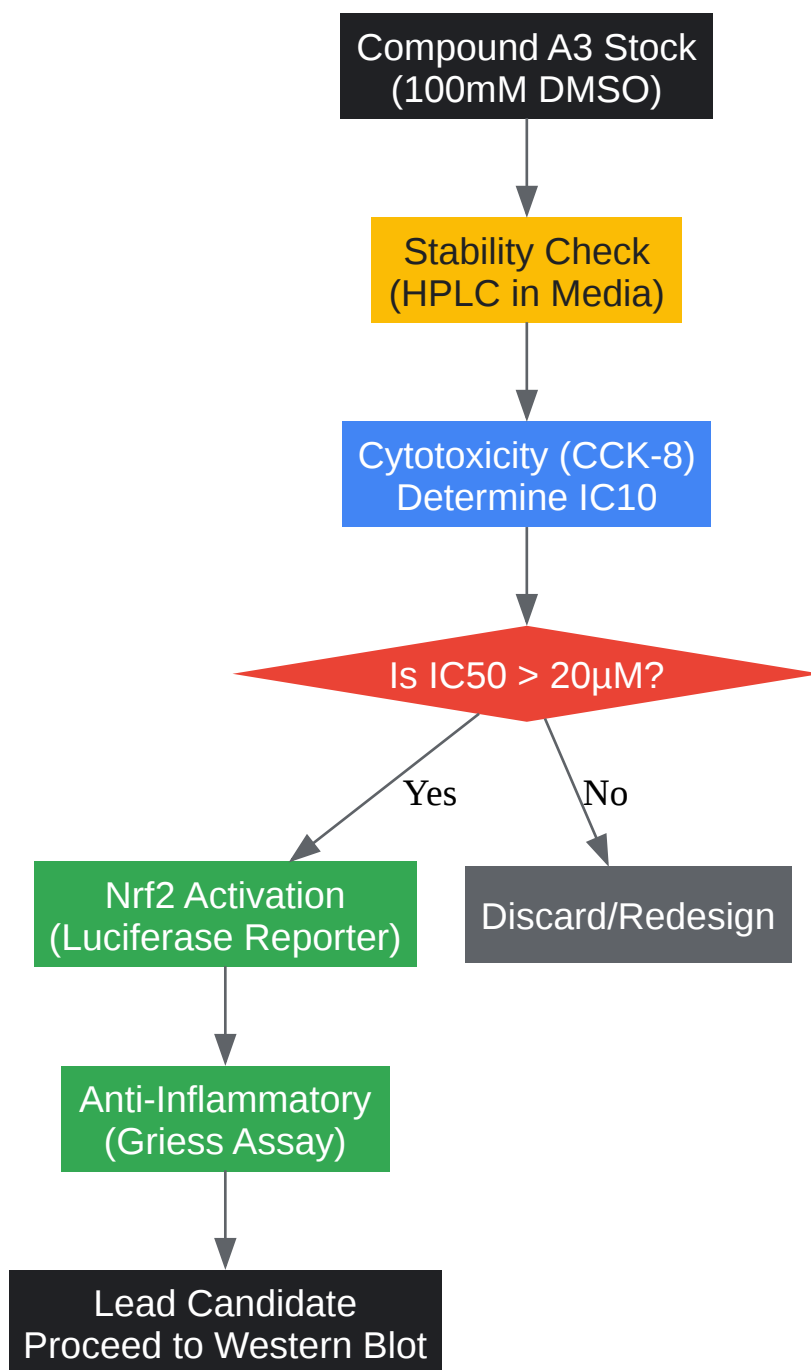 Compound A3 Stock
(100mM DMSO)
Stability Check
(HPLC in Media)
Cytotoxicity (CCK-8)
Determine IC10
Is IC50 > 20µM?
Yes
No
Nrf2 Activation
(Luciferase Reporter)
Discard/Redesign
Anti-Inflammatory
(Griess Assay)
Lead Candidate
Proceed to Western Blot